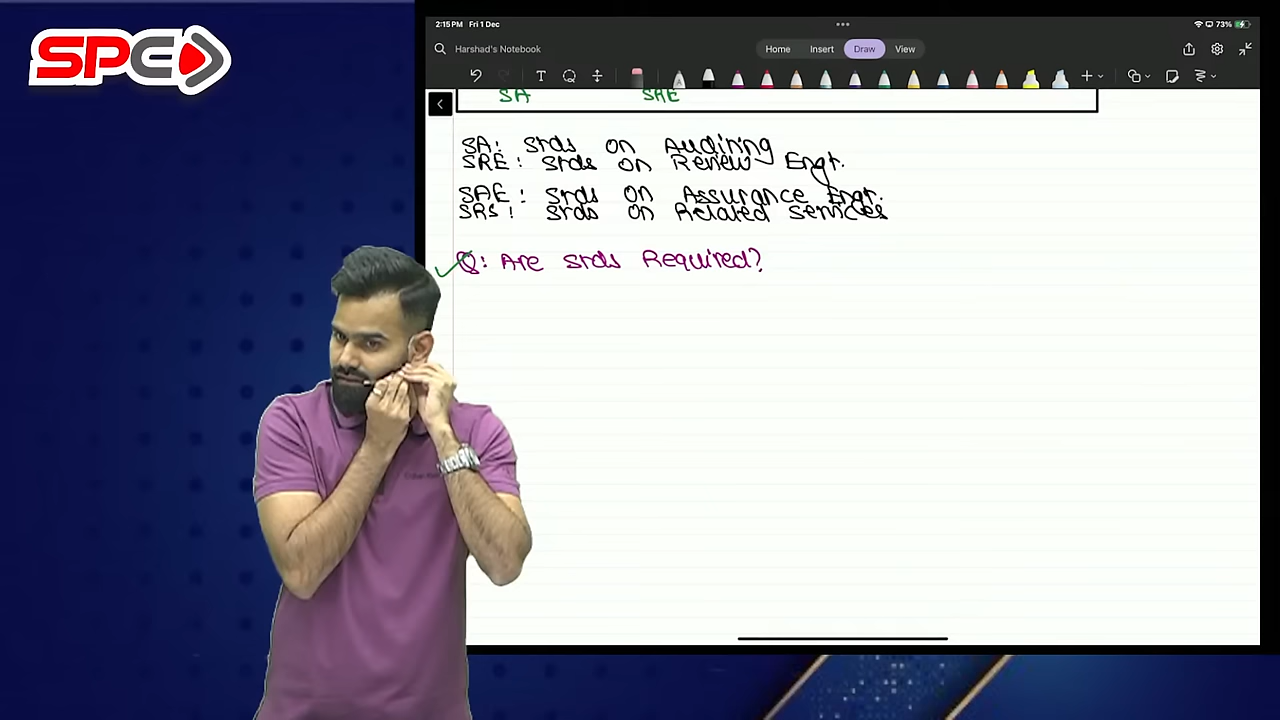 SPC
2:15 PM Fri 1 Dec
73%
Harshad's Notebook
Home Insert Draw View
SA SRE
SA: Stds on Auditing
SRE: Stds on Review Engt.
SAE: Stds on Assurance Engt.
SRS: Stds on Related Services
Q: Are Stds Required?